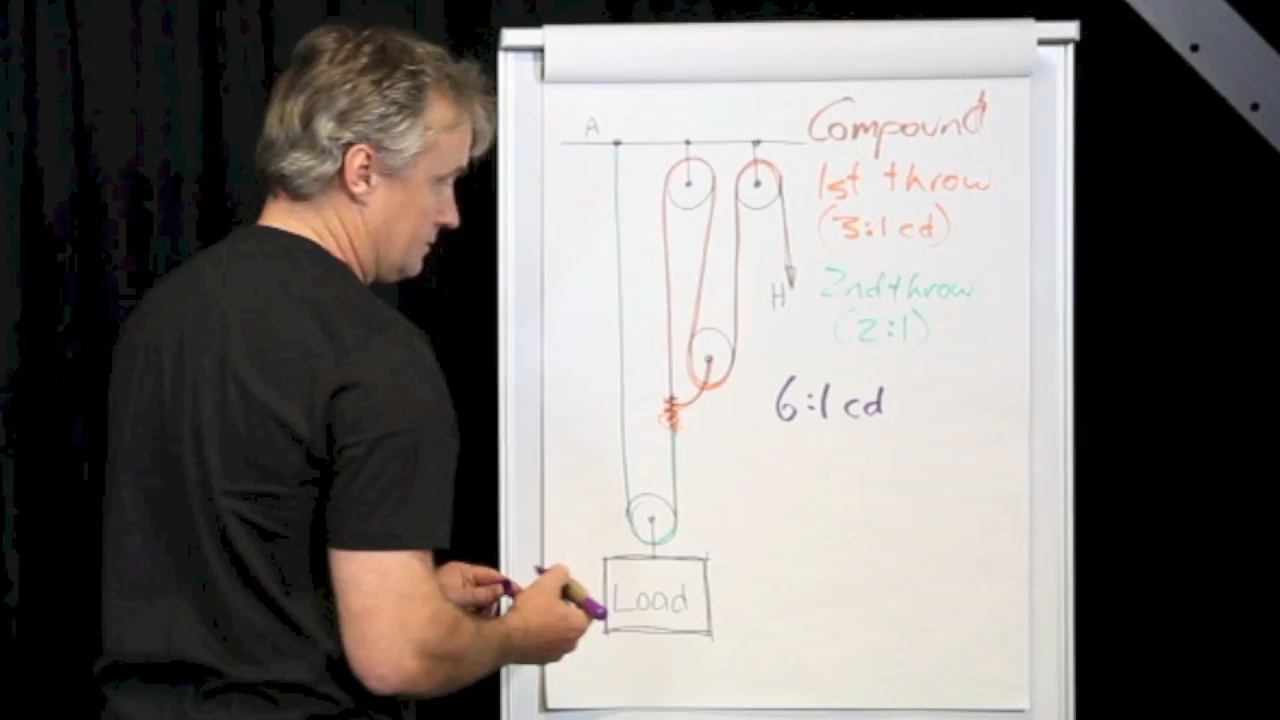 A
Compound
1st throw
(3:1 cd)
2nd throw
(2:1)
H
6:1 cd
Load